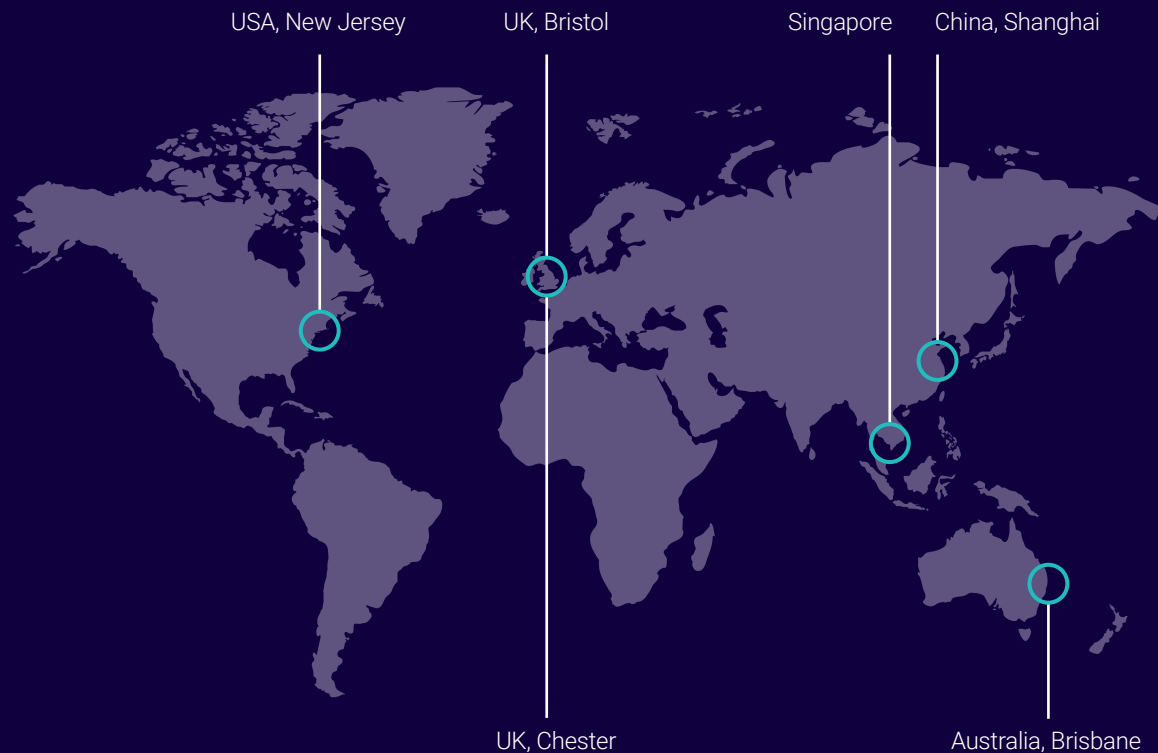 USA, New Jersey
UK, Bristol
Singapore
China, Shanghai
UK, Chester
Australia, Brisbane